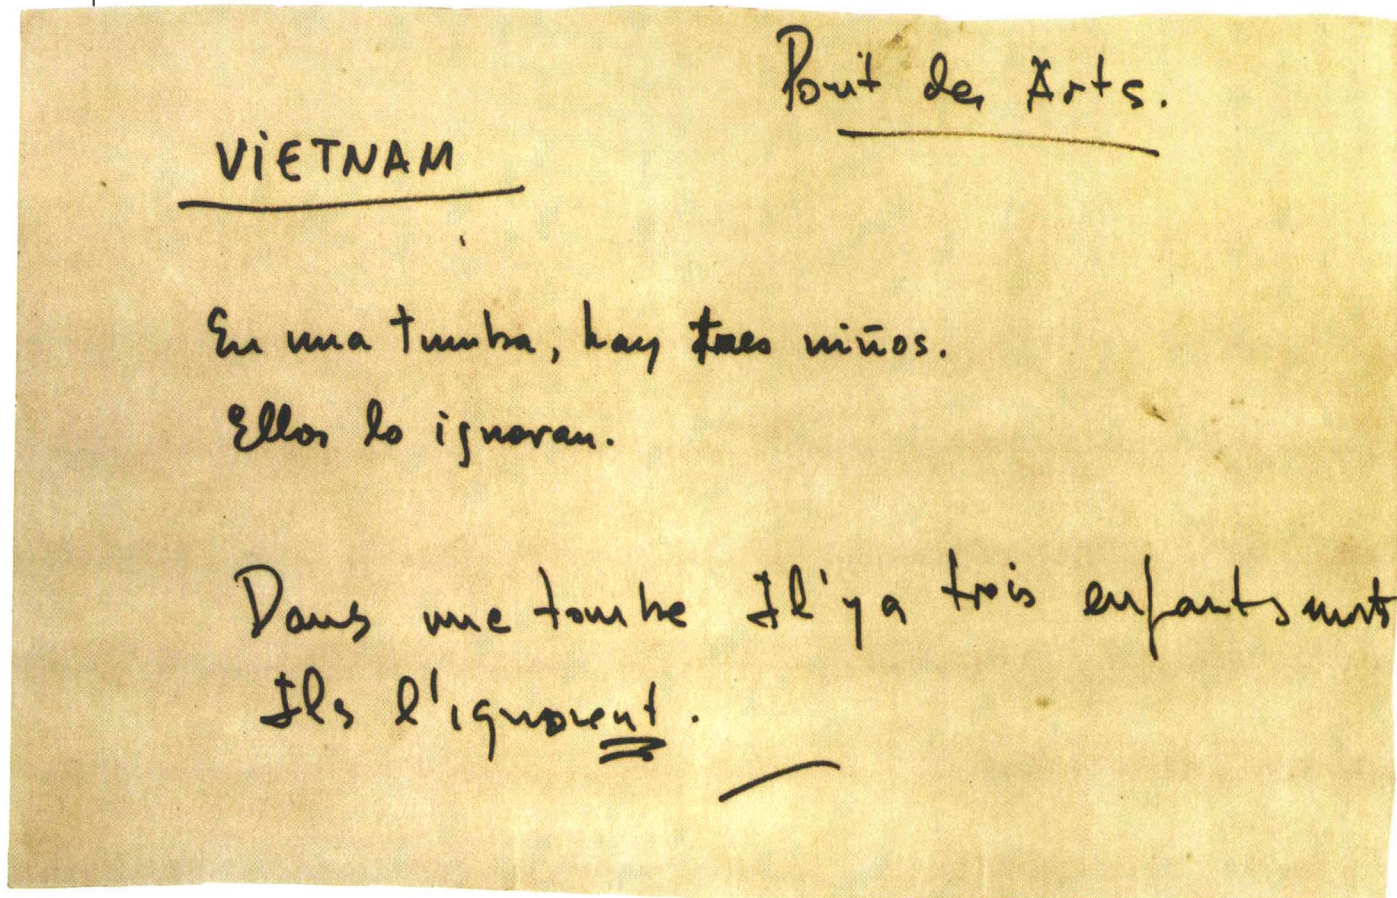 Pont des Arts.
VIETNAM
En una tumba, hay tres niños.
Ellos lo ignoran.
Dans une tombe Il'y a trois enfants morts
Ils l'ignorent.